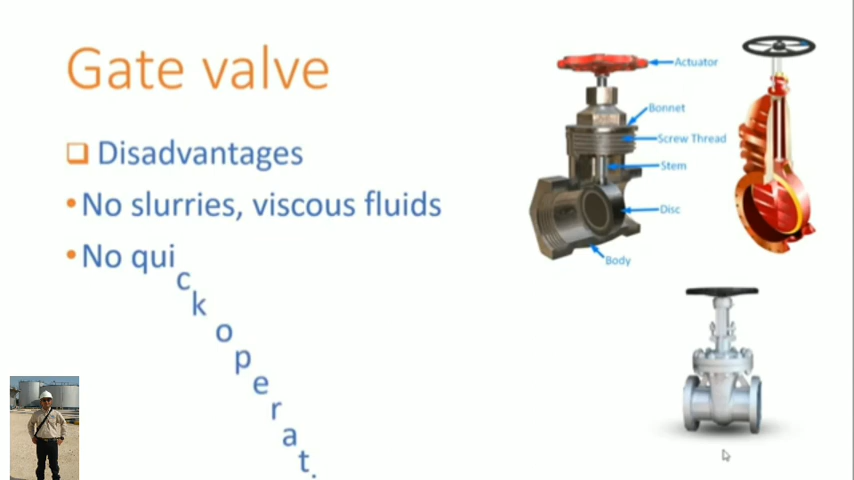 Gate valve
Disadvantages
No slurries, viscous fluids
No quick operat.
Actuator
Bonnet
Screw Thread
Stem
Disc
Body